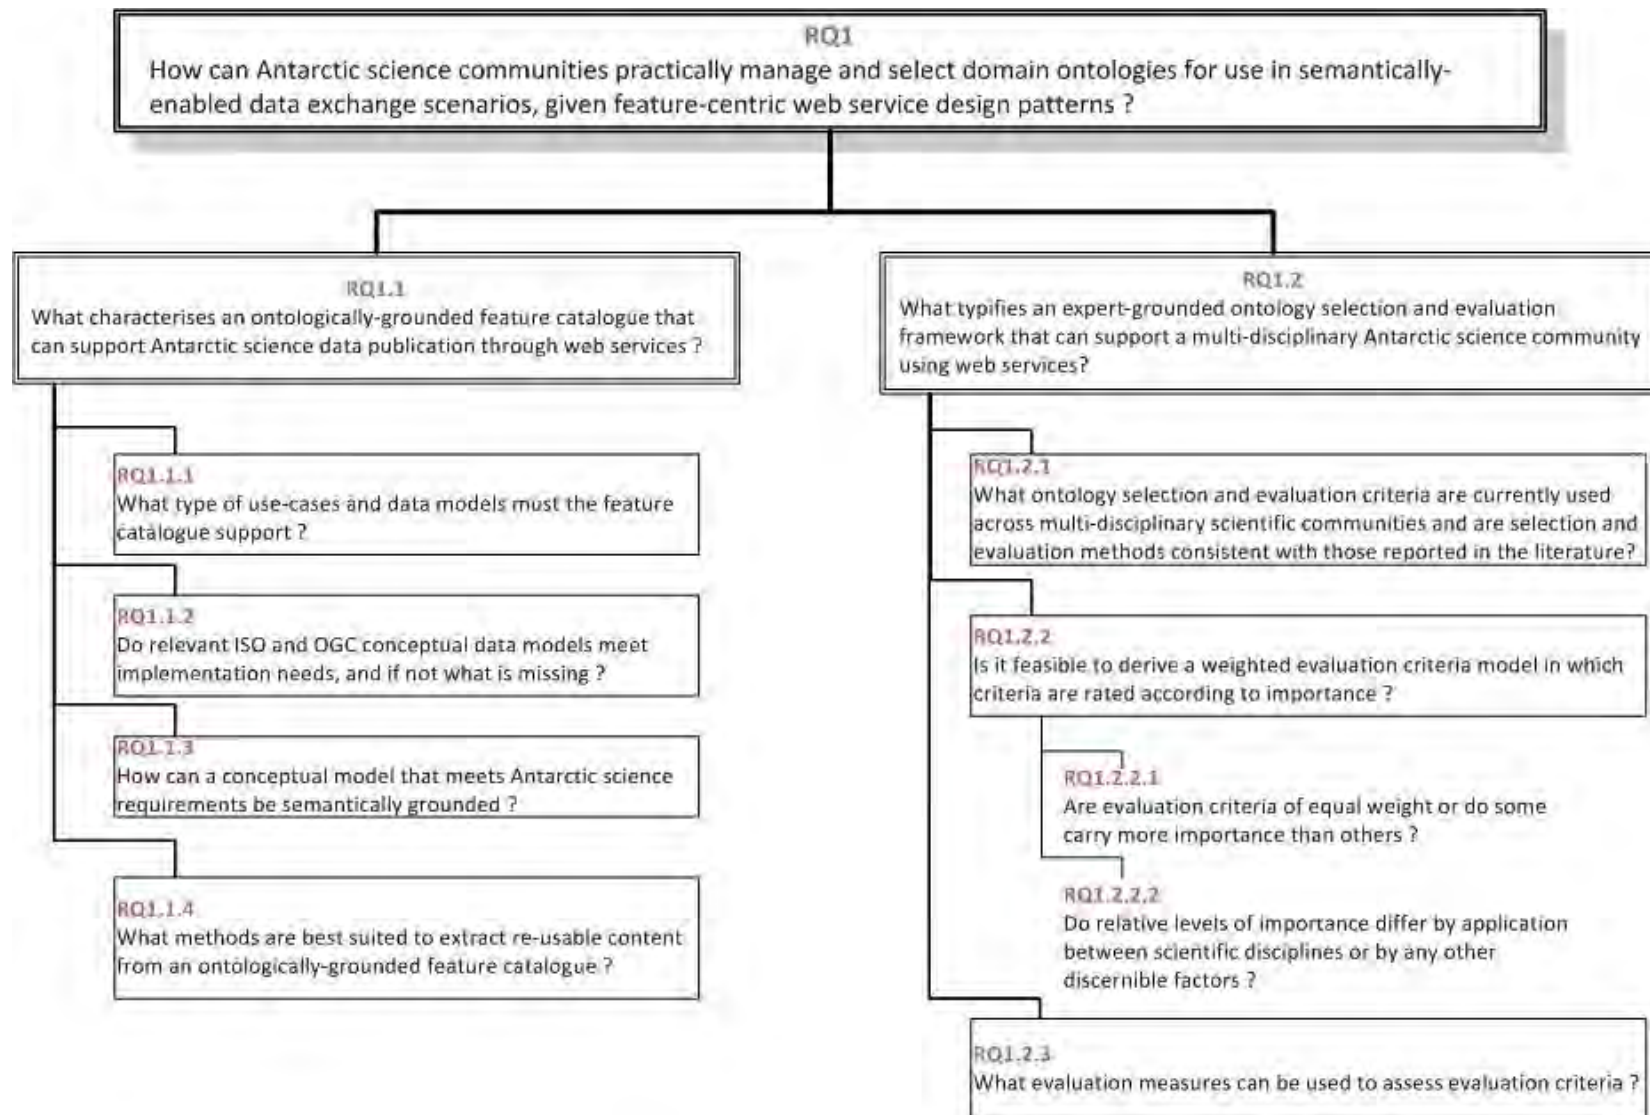 RQ1
How can Antarctic science communities practically manage and select domain ontologies for use in semantically-
enabled data exchange scenarios, given feature-centric web service design patterns ?
RQ1.1
What characterises an ontologically-grounded feature catalogue that
can support Antarctic science data publication through web services ?
RQ1.1.1
What type of use-cases and data models must the feature
catalogue support ?
RQ1.1.2
Do relevant ISO and OGC conceptual data models meet
implementation needs, and if not what is missing ?
RQ1.1.3
How can a conceptual model that meets Antarctic science
requirements be semantically grounded ?
RQ1.1.4
What methods are best suited to extract re-usable content
from an ontologically-grounded feature catalogue ?
RQ1.2
What typifies an expert-grounded ontology selection and evaluation
framework that can support a multi-disciplinary Antarctic science community
using web services?
RQ1.2.1
What ontology selection and evaluation criteria are currently used
across multi-disciplinary scientific communities and are selection and
evaluation methods consistent with those reported in the literature?
RQ1.2.2
Is it feasible to derive a weighted evaluation criteria model in which
criteria are rated according to importance ?
RQ1.2.2.1
Are evaluation criteria of equal weight or do some
carry more importance than others ?
RQ1.2.2.2
Do relative levels of importance differ by application
between scientific disciplines or by any other
discernible factors ?
RQ1.2.3
What evaluation measures can be used to assess evaluation criteria ?